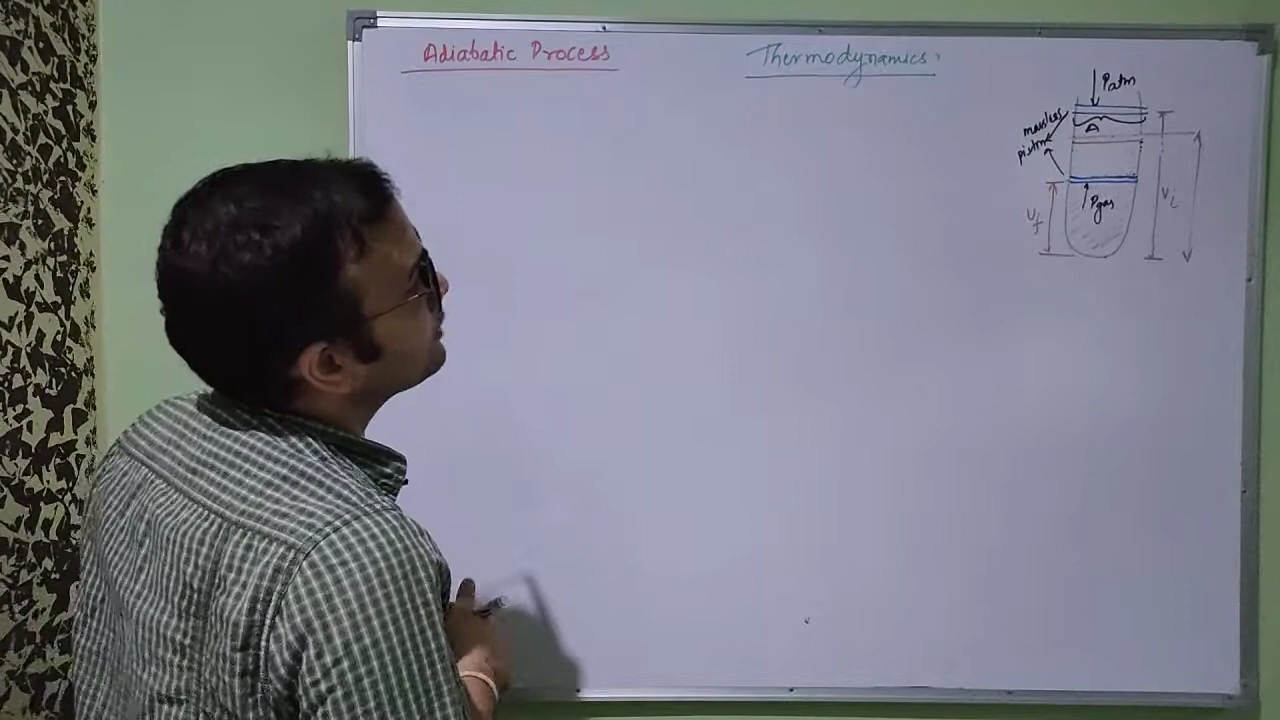 Adiabatic Process
Thermodynamics.
Patm
massless
piston
A
Pgas
Vi
Vf